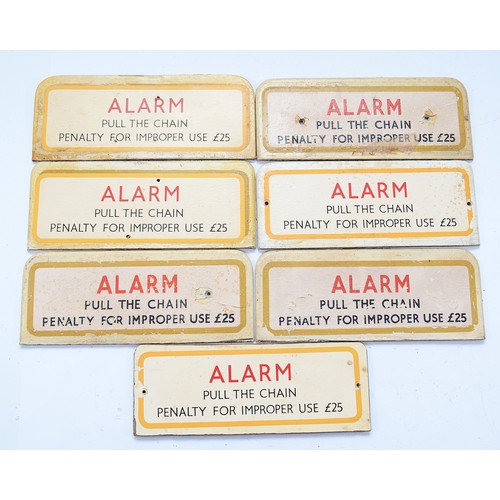 ALARM
PULL THE CHAIN
PENALTY FOR IMPROPER USE £25
ALARM
PULL THE CHAIN
PENALTY FOR IMPROPER USE £25
ALARM
PULL THE CHAIN
PENALTY FOR IMPROPER USE £25
ALARM
PULL THE CHAIN
PENALTY FOR IMPROPER USE £25
ALARM
PULL THE CHAIN
PENALTY FOR IMPROPER USE £25
ALARM
PULL THE CHAIN
PENALTY FOR IMPROPER USE £25
ALARM
PULL THE CHAIN
PENALTY FOR IMPROPER USE £25